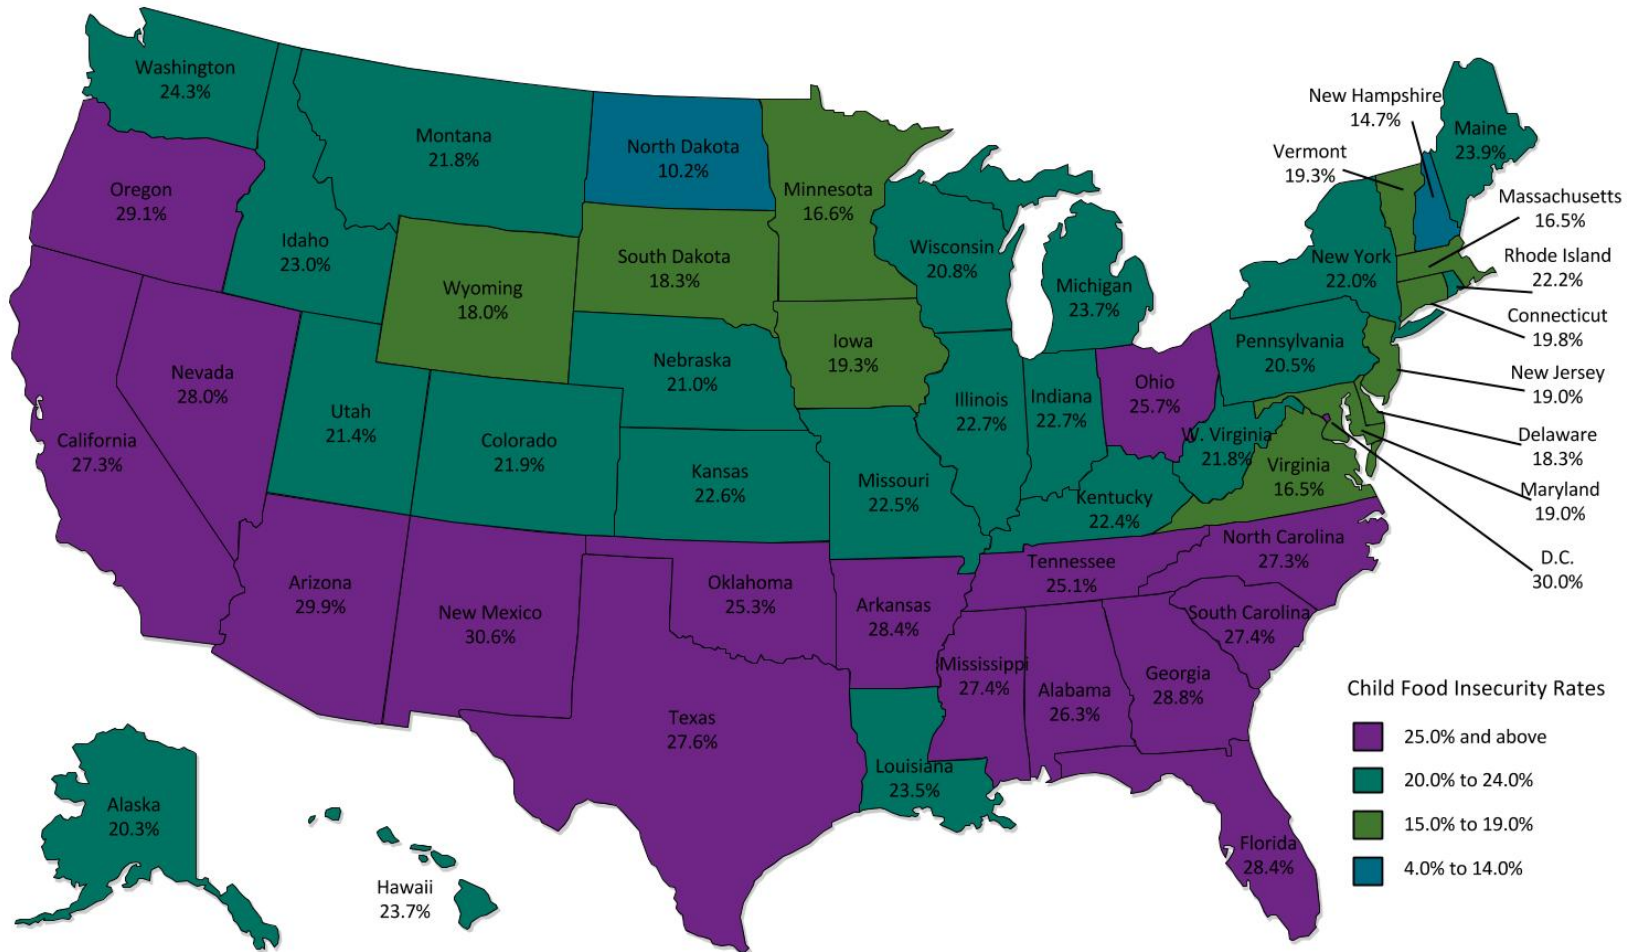 Washington
24.3%
Montana
21.8%
North Dakota
10.2%
Minnesota
16.6%
New Hampshire
14.7%
Maine
23.9%
Vermont
19.3%
Massachusetts
16.5%
Oregon
29.1%
Idaho
23.0%
Wyoming
18.0%
South Dakota
18.3%
Wisconsin
20.8%
Michigan
23.7%
New York
22.0%
Rhode Island
22.2%
Connecticut
19.8%
Nevada
28.0%
Nebraska
21.0%
Iowa
19.3%
Pennsylvania
20.5%
New Jersey
19.0%
California
27.3%
Utah
21.4%
Colorado
21.9%
Kansas
22.6%
Missouri
22.5%
Illinois
22.7%
Indiana
22.7%
Ohio
25.7%
W. Virginia
21.8%
Virginia
16.5%
Delaware
18.3%
Maryland
19.0%
Kentucky
22.4%
D.C.
30.0%
Arizona
29.9%
New Mexico
30.6%
Oklahoma
25.3%
Arkansas
28.4%
Tennessee
25.1%
North Carolina
27.3%
South Carolina
27.4%
Mississippi
27.4%
Alabama
26.3%
Georgia
28.8%
Texas
27.6%
Louisiana
23.5%
Florida
28.4%
Alaska
20.3%
Hawaii
23.7%
Child Food Insecurity Rates
25.0% and above
20.0% to 24.0%
15.0% to 19.0%
4.0% to 14.0%